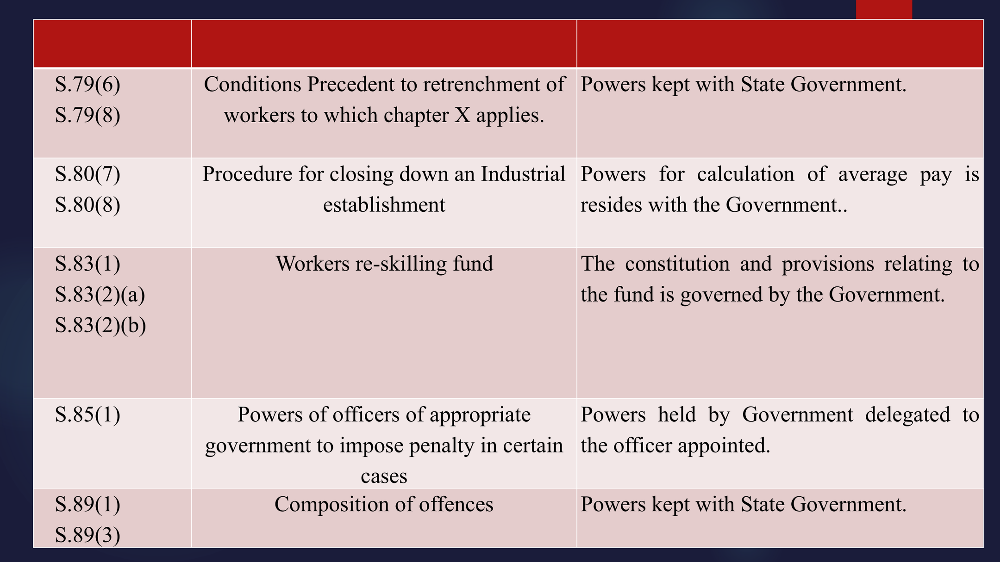 S.79(6)
S.79(8)
Conditions Precedent to retrenchment of
workers to which chapter X applies.
Powers kept with State Government.
S.80(7)
S.80(8)
Procedure for closing down an Industrial
establishment
Powers for calculation of average pay is
resides with the Government..
S.83(1)
S.83(2)(a)
S.83(2)(b)
Workers re-skilling fund
The constitution and provisions relating to
the fund is governed by the Government.
S.85(1)
Powers of officers of appropriate
government to impose penalty in certain
cases
Powers held by Government delegated to
the officer appointed.
S.89(1)
S.89(3)
Composition of offences
Powers kept with State Government.